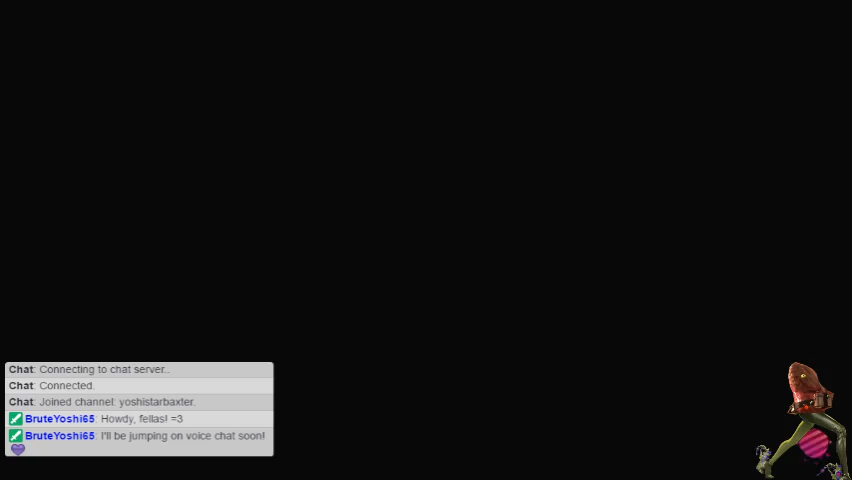 Chat: Connecting to chat server..
Chat: Connected.
Chat: Joined channel: yoshistarbaxter.
BruteYoshi65: Howdy, fellas! =3
BruteYoshi65: I'll be jumping on voice chat soon!